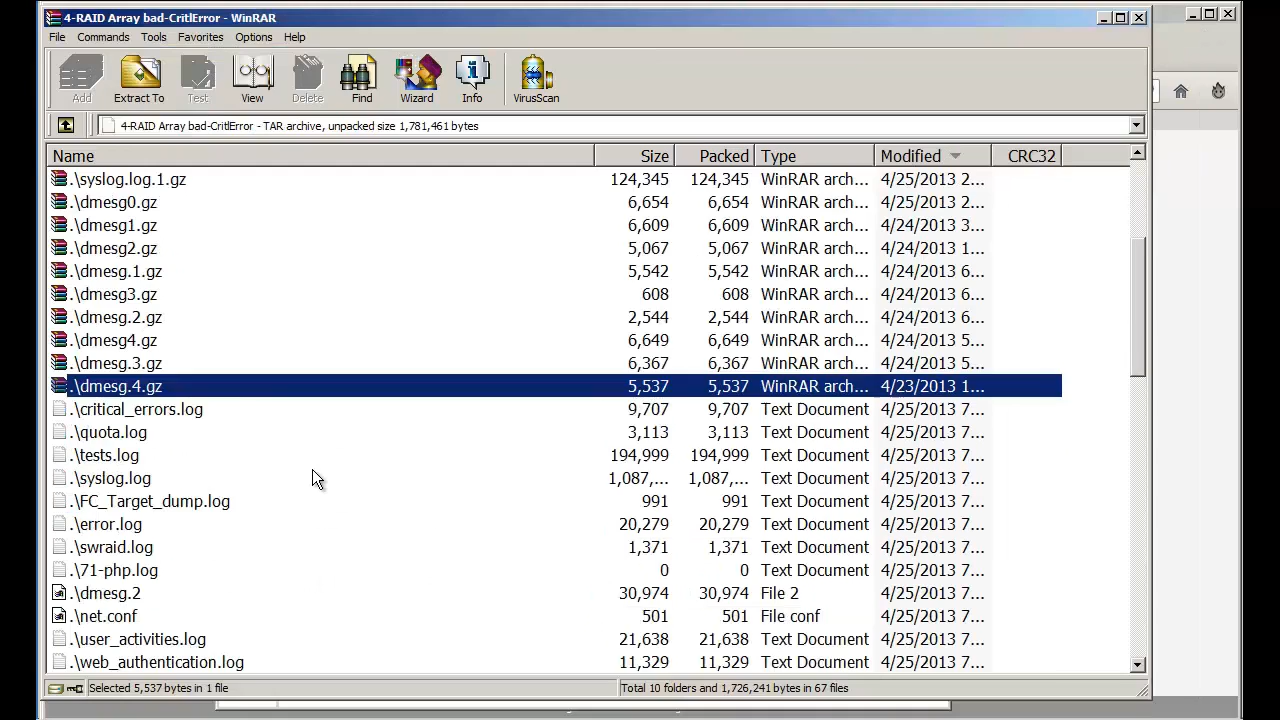 4-RAID Array bad-CritlError - WinRAR
File Commands Tools Favorites Options Help
Add Extract To Test View Delete Find Wizard Info VirusScan
4-RAID Array bad-CritlError - TAR archive, unpacked size 1,781,461 bytes
Name Size Packed Type Modified CRC32
.\syslog.log.1.gz 124,345 124,345 WinRAR arch... 4/25/2013 2...
.\dmesg0.gz 6,654 6,654 WinRAR arch... 4/25/2013 2...
.\dmesg1.gz 6,609 6,609 WinRAR arch... 4/24/2013 3...
.\dmesg2.gz 5,067 5,067 WinRAR arch... 4/24/2013 1...
.\dmesg.1.gz 5,542 5,542 WinRAR arch... 4/24/2013 6...
.\dmesg3.gz 608 608 WinRAR arch... 4/24/2013 6...
.\dmesg.2.gz 2,544 2,544 WinRAR arch... 4/24/2013 6...
.\dmesg4.gz 6,649 6,649 WinRAR arch... 4/24/2013 5...
.\dmesg.3.gz 6,367 6,367 WinRAR arch... 4/24/2013 5...
.\dmesg.4.gz 5,537 5,537 WinRAR arch... 4/23/2013 1...
.\critical_errors.log 9,707 9,707 Text Document 4/25/2013 7...
.\quota.log 3,113 3,113 Text Document 4/25/2013 7...
.\tests.log 194,999 194,999 Text Document 4/25/2013 7...
.\syslog.log 1,087,... 1,087,... Text Document 4/25/2013 7...
.\FC_Target_dump.log 991 991 Text Document 4/25/2013 7...
.\error.log 20,279 20,279 Text Document 4/25/2013 7...
.\swraid.log 1,371 1,371 Text Document 4/25/2013 7...
.\71-php.log 0 0 Text Document 4/25/2013 7...
.\dmesg.2 30,974 30,974 File 2 4/25/2013 7...
.\net.conf 501 501 File conf 4/25/2013 7...
.\user_activities.log 21,638 21,638 Text Document 4/25/2013 7...
.\web_authentication.log 11,329 11,329 Text Document 4/25/2013 7...
Selected 5,537 bytes in 1 file Total 10 folders and 1,726,241 bytes in 67 files